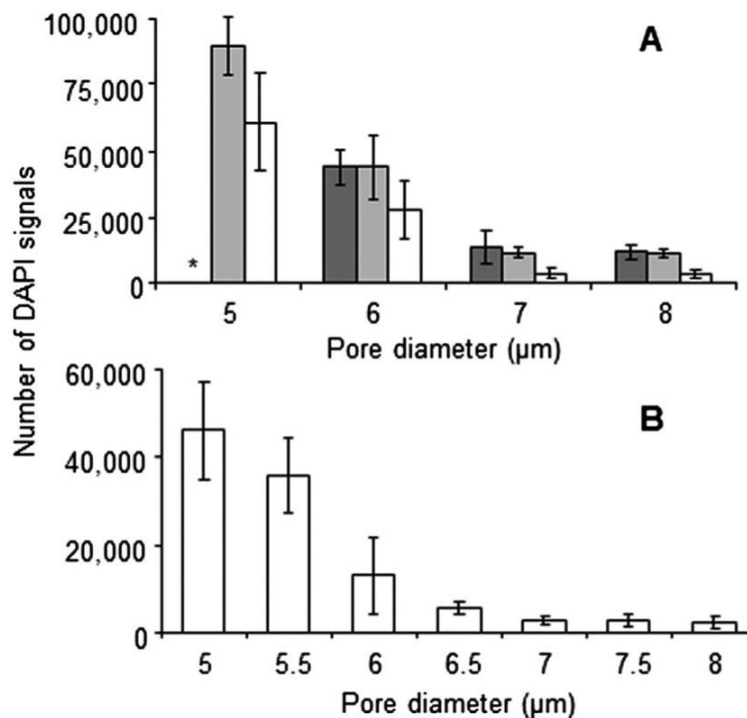 A
100,000
75,000
50,000
25,000
0
*
5 6 7 8
Pore diameter (µm)
Number of DAPI signals
B
60,000
40,000
20,000
0
5 5.5 6 6.5 7 7.5 8
Pore diameter (µm)